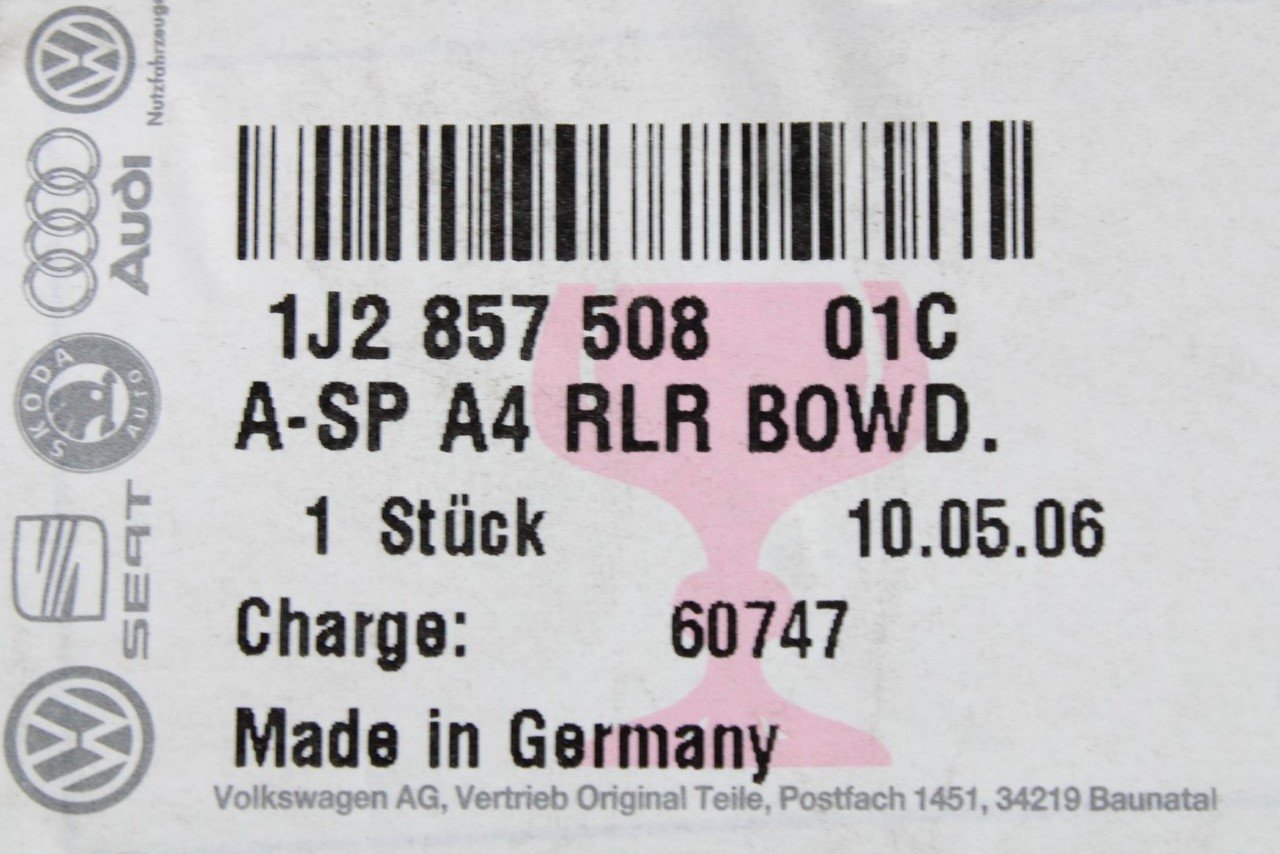 1J2 857 508 01C
A-SP A4 RLR BOWD.
1 Stück 10.05.06
Charge: 60747
Made in Germany
Volkswagen AG, Vertrieb Original Teile, Postfach 1451, 34219 Baunatal
Nutzfahrzeuge
Audi
SKODA AUTO
SEAT